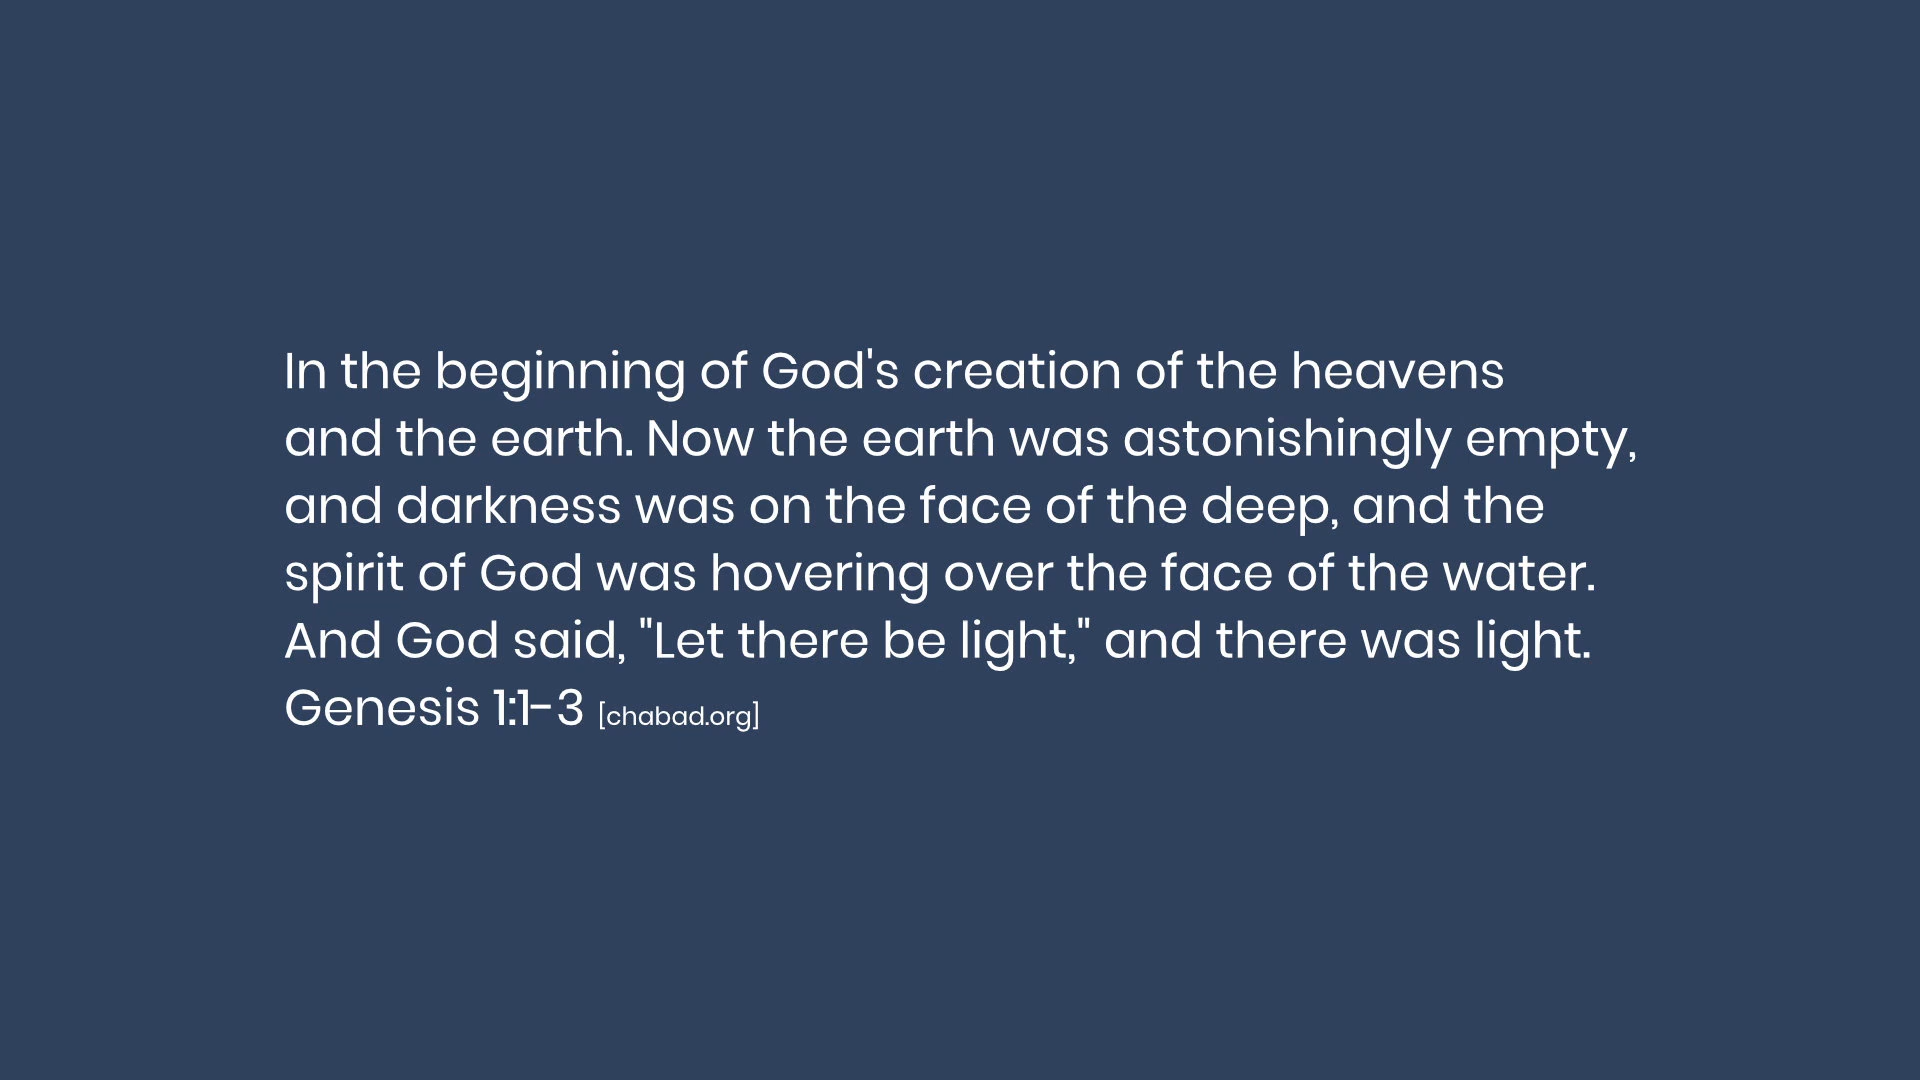 In the beginning of God's creation of the heavens
and the earth. Now the earth was astonishingly empty,
and darkness was on the face of the deep, and the
spirit of God was hovering over the face of the water.
And God said, "Let there be light," and there was light.
Genesis 1:1-3 [chabad.org]